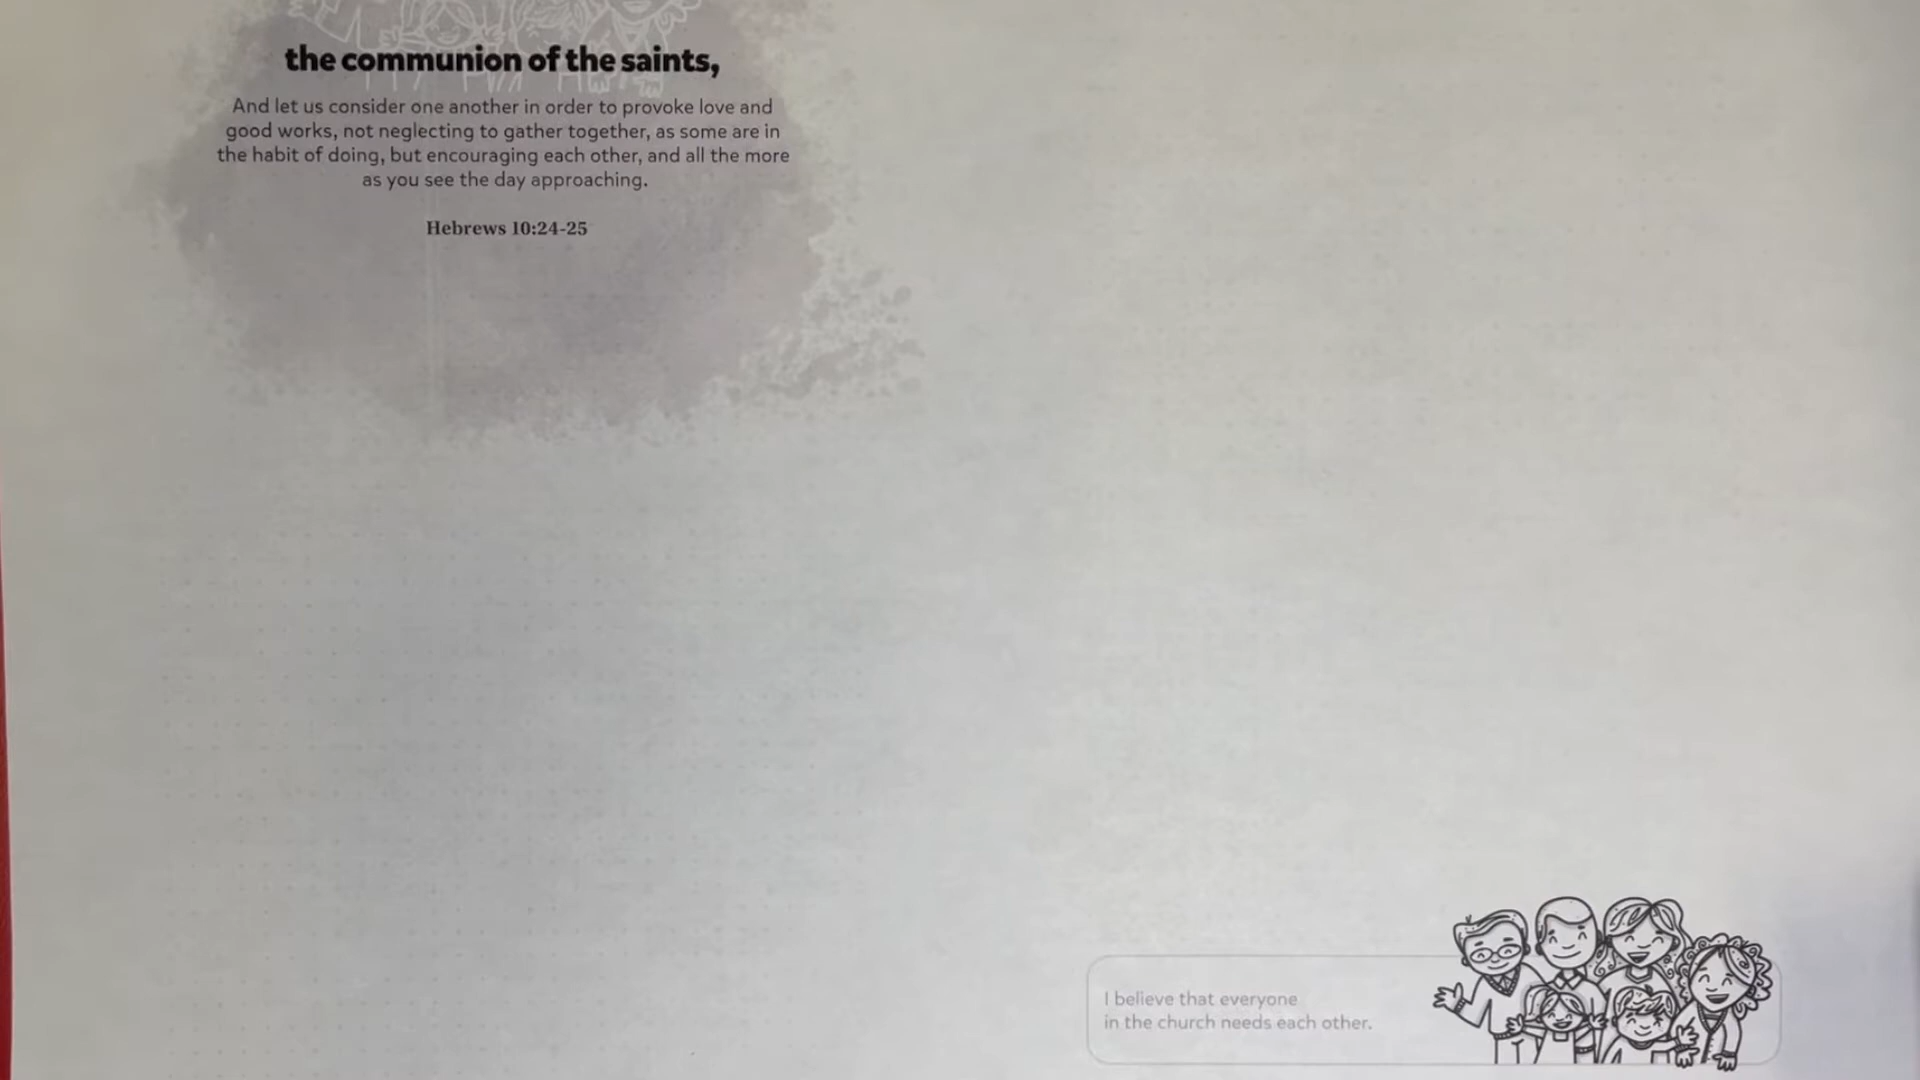 the communion of the saints,
And let us consider one another in order to provoke love and
good works, not neglecting to gather together, as some are in
the habit of doing, but encouraging each other, and all the more
as you see the day approaching.
Hebrews 10:24-25
I believe that everyone
in the church needs each other.